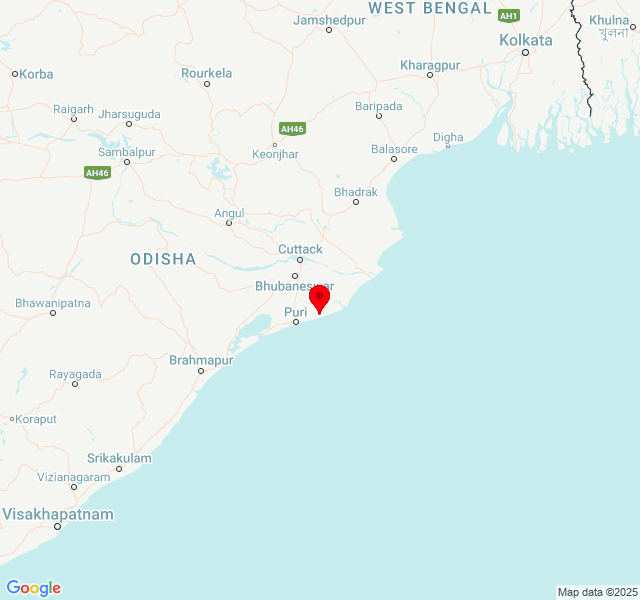 WEST BENGAL
AH1
Jamshedpur
Khulna
খুলনা
Kolkata
Korba
Rourkela
Kharagpur
Raigarh
Jharsuguda
Baripada
AH46
Digha
Keonjhar
Balasore
Sambalpur
AH46
Bhadrak
Angul
Cuttack
ODISHA
Bhubaneswar
Bhawanipatna
Puri
Brahmapur
Rayagada
Koraput
Srikakulam
Vizianagaram
Visakhapatnam
Google
Map data ©2025